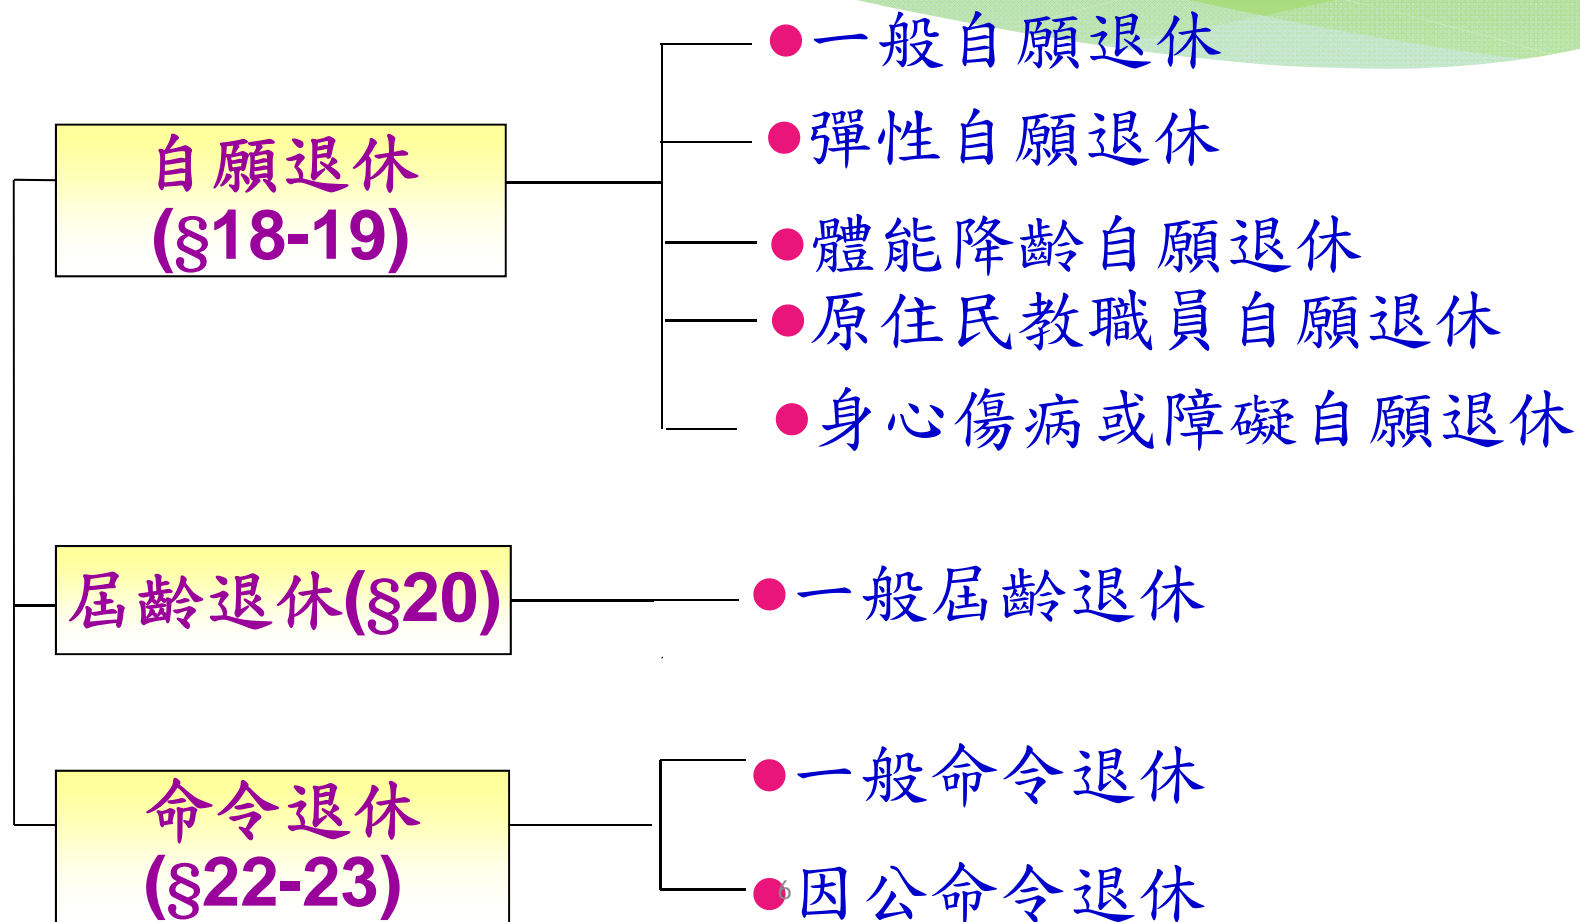 自願退休
(§18-19)
●一般自願退休
●彈性自願退休
●體能降齡自願退休
●原住民教職員自願退休
●身心傷病或障礙自願退休
屆齡退休(§20)
●一般屆齡退休
命令退休
(§22-23)
●一般命令退休
●因公命令退休
6